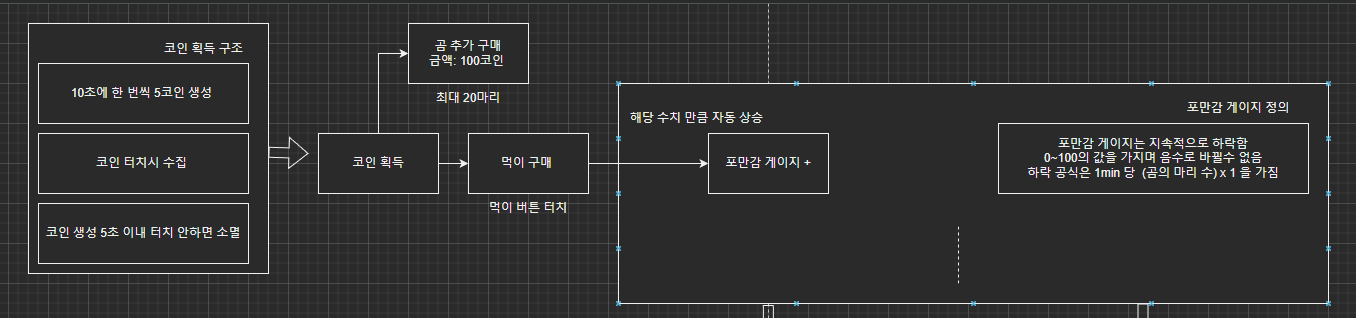 코인 획득 구조
10초에 한 번씩 5코인 생성
코인 터치시 수집
코인 생성 5초 이내 터치 안하면 소멸
코인 획득
곰 추가 구매
금액: 100코인
최대 20마리
먹이 구매
먹이 버튼 터치
해당 수치 만큼 자동 상승
포만감 게이지 +
포만감 게이지 정의
포만감 게이지는 지속적으로 하락함
0~100의 값을 가지며 음수로 바뀔수 없음
하락 공식은 1min 당 (곰의 마리 수) x 1 을 가짐